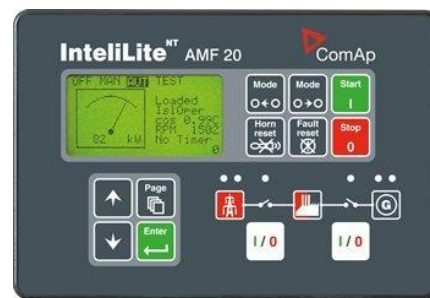 InteliLite NT AMF 20
ComAp
OFF MAN AUT TEST
Loaded
IslOper
cos 0.99C
RPM 1502
No Timer
82 kW
0
Mode
Mode
Start
I
Horn reset
Fault reset
Stop
0
Page
Enter
G
I / 0
I / 0